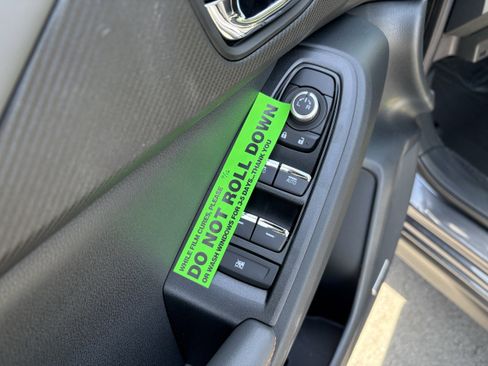 WHILE FILM CURES, PLEASE
DO NOT ROLL DOWN
OR WASH WINDOWS FOR 3-5 DAYS...THANK YOU